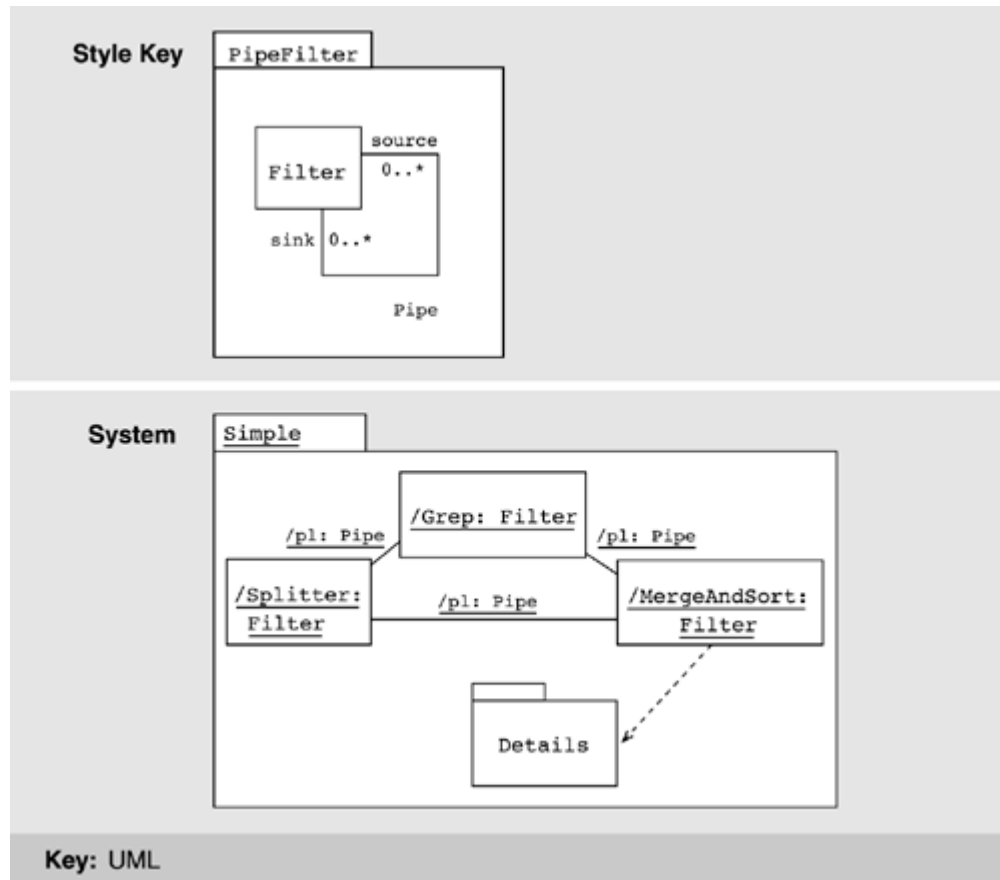 Style Key
PipeFilter
source
Filter
0..*
sink
0..*
Pipe
System
Simple
/Grep: Filter
/pl: Pipe
/pl: Pipe
/Splitter:
Filter
/pl: Pipe
/MergeAndSort:
Filter
Details
Key: UML